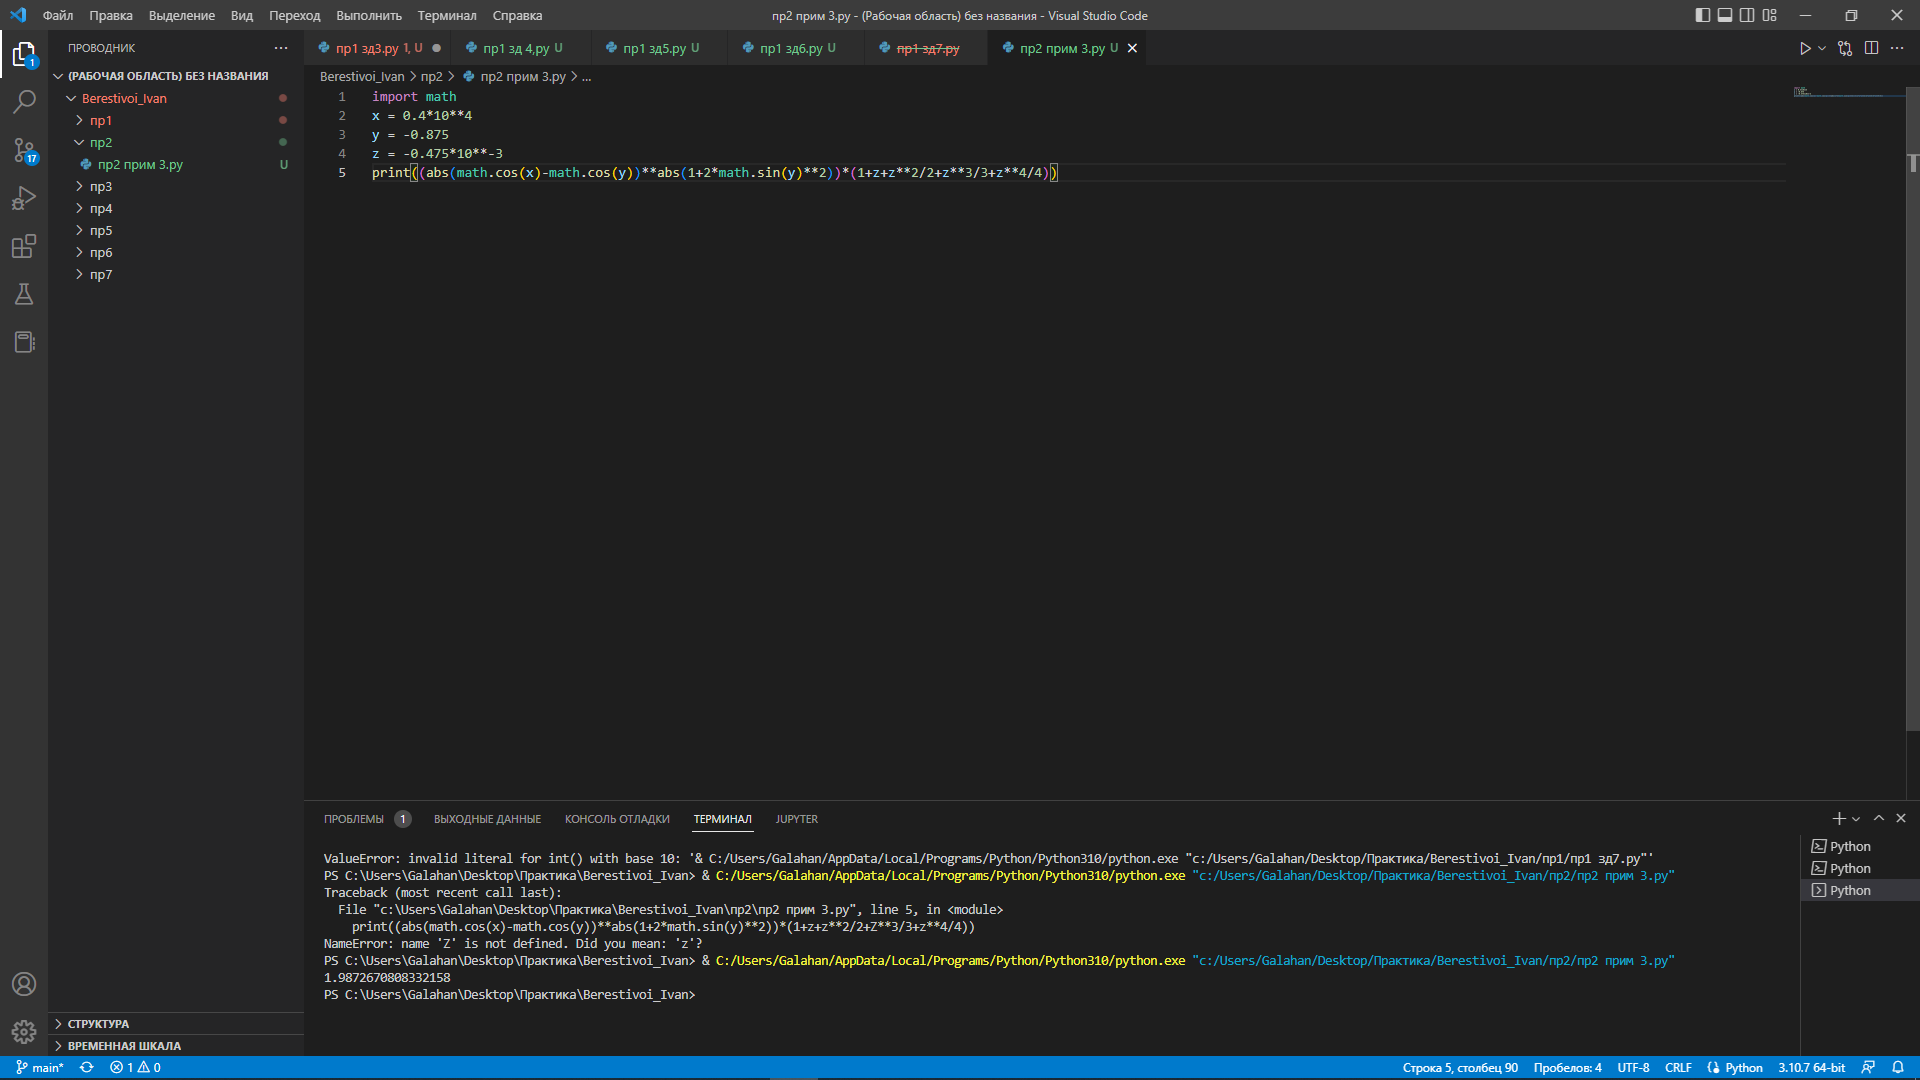 Файл Правка Выделение Вид Переход Выполнить Терминал Справка
пр2 прим 3.py - (Рабочая область) без названия - Visual Studio Code
ПРОВОДНИК
(РАБОЧАЯ ОБЛАСТЬ) БЕЗ НАЗВАНИЯ
Berestivoi_Ivan
пр1
пр2
пр2 прим 3.py U
пр3
пр4
пр5
пр6
пр7
СТРУКТУРА
ВРЕМЕННАЯ ШКАЛА
1
17
пр1 зд3.py 1, U
пр1 зд 4,py U
пр1 зд5.py U
пр1 зд6.py U
пр1 зд7.py
пр2 прим 3.py U
Berestivoi_Ivan > пр2 > пр2 прим 3.py > ...
1 import math
2 x = 0.4*10**4
3 y = -0.875
4 z = -0.475*10**-3
5 print((abs(math.cos(x)-math.cos(y))**abs(1+2*math.sin(y)**2))*(1+z+z**2/2+z**3/3+z**4/4))
ПРОБЛЕМЫ 1 ВЫХОДНЫЕ ДАННЫЕ КОНСОЛЬ ОТЛАДКИ ТЕРМИНАЛ JUPYTER
ValueError: invalid literal for int() with base 10: '& C:/Users/Galahan/AppData/Local/Programs/Python/Python310/python.exe "c:/Users/Galahan/Desktop/Практика/Berestivoi_Ivan/пр1/пр1 зд7.py"'
PS C:\Users\Galahan\Desktop\Практика\Berestivoi_Ivan> & C:/Users/Galahan/AppData/Local/Programs/Python/Python310/python.exe "c:/Users/Galahan/Desktop/Практика/Berestivoi_Ivan/пр2/пр2 прим 3.py"
Traceback (most recent call last):
File "c:\Users\Galahan\Desktop\Практика\Berestivoi_Ivan\пр2\пр2 прим 3.py", line 5, in <module>
print((abs(math.cos(x)-math.cos(y))**abs(1+2*math.sin(y)**2))*(1+z+z**2/2+Z**3/3+z**4/4))
NameError: name 'Z' is not defined. Did you mean: 'z'?
PS C:\Users\Galahan\Desktop\Практика\Berestivoi_Ivan> & C:/Users/Galahan/AppData/Local/Programs/Python/Python310/python.exe "c:/Users/Galahan/Desktop/Практика/Berestivoi_Ivan/пр2/пр2 прим 3.py"
1.9872670808332158
PS C:\Users\Galahan\Desktop\Практика\Berestivoi_Ivan>
Python
Python
Python
main* 1 0
Строка 5, столбец 90 Пробелов: 4 UTF-8 CRLF Python 3.10.7 64-bit